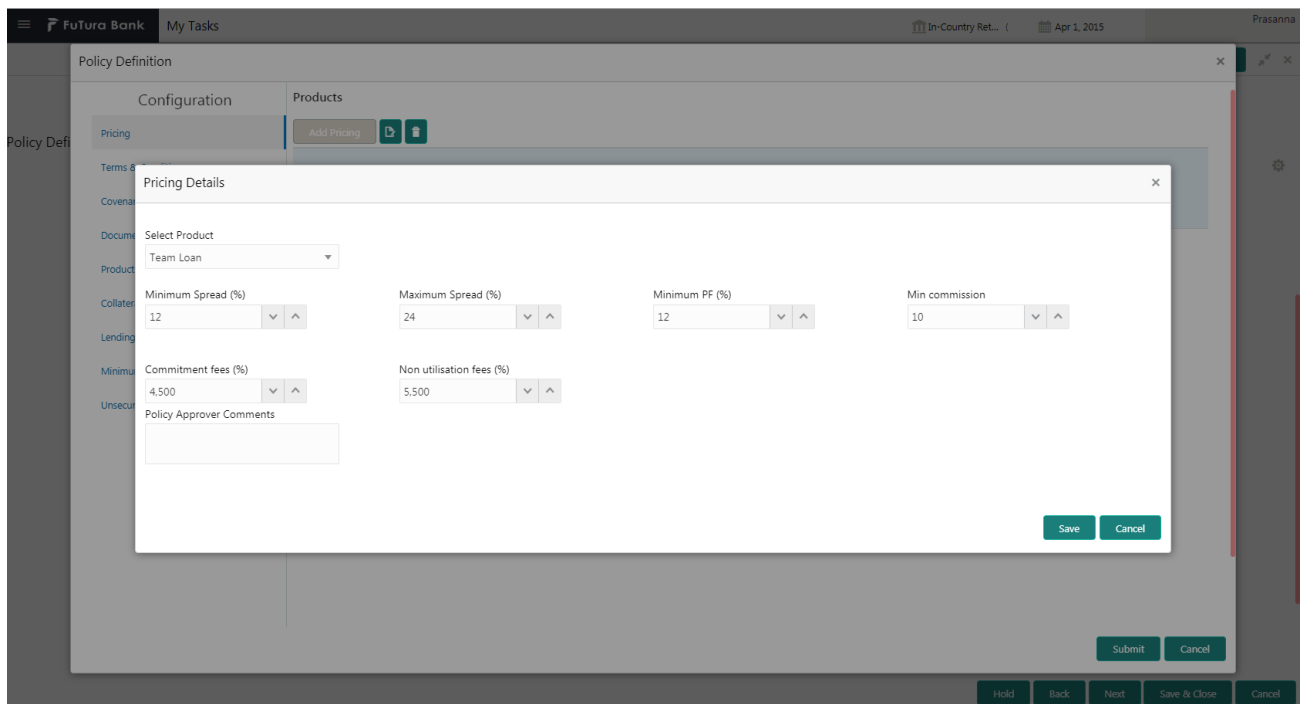 FuTura Bank My Tasks In-Country Ret... ( Apr 1, 2015 Prasanna
Policy Definition
Configuration Products
Pricing Add Pricing
Policy Defi
Terms &
Pricing Details
Covena
Docume Select Product
Team Loan
Product
Minimum Spread (%) Maximum Spread (%) Minimum PF (%) Min commission
Collater
12 24 12 10
Lending
Minimu Commitment fees (%) Non utilisation fees (%)
4,500 5,500
Unsecur
Policy Approver Comments
Save Cancel
Submit Cancel
Hold Back Next Save & Close Cancel